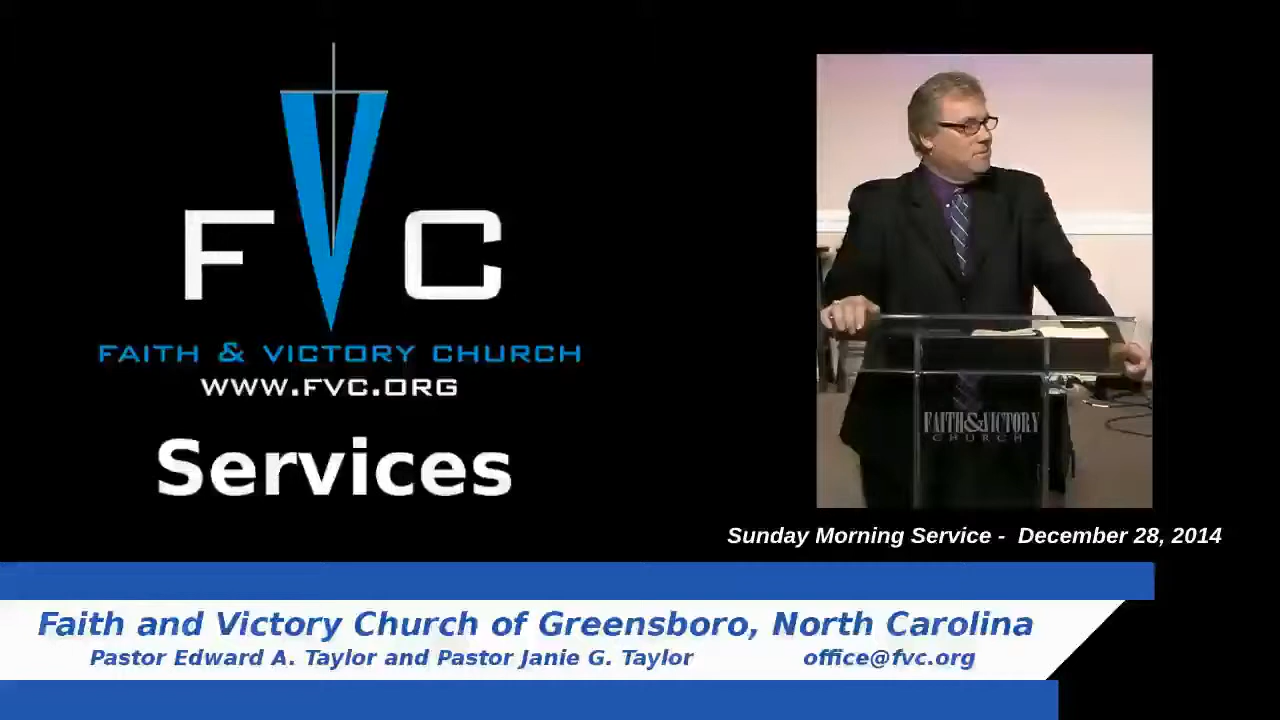 FVC
FAITH & VICTORY CHURCH
WWW.FVC.ORG
Services
FAITH&VICTORY
CHURCH
Sunday Morning Service -  December 28, 2014
Faith and Victory Church of Greensboro, North Carolina
Pastor Edward A. Taylor and Pastor Janie G. Taylor
office@fvc.org